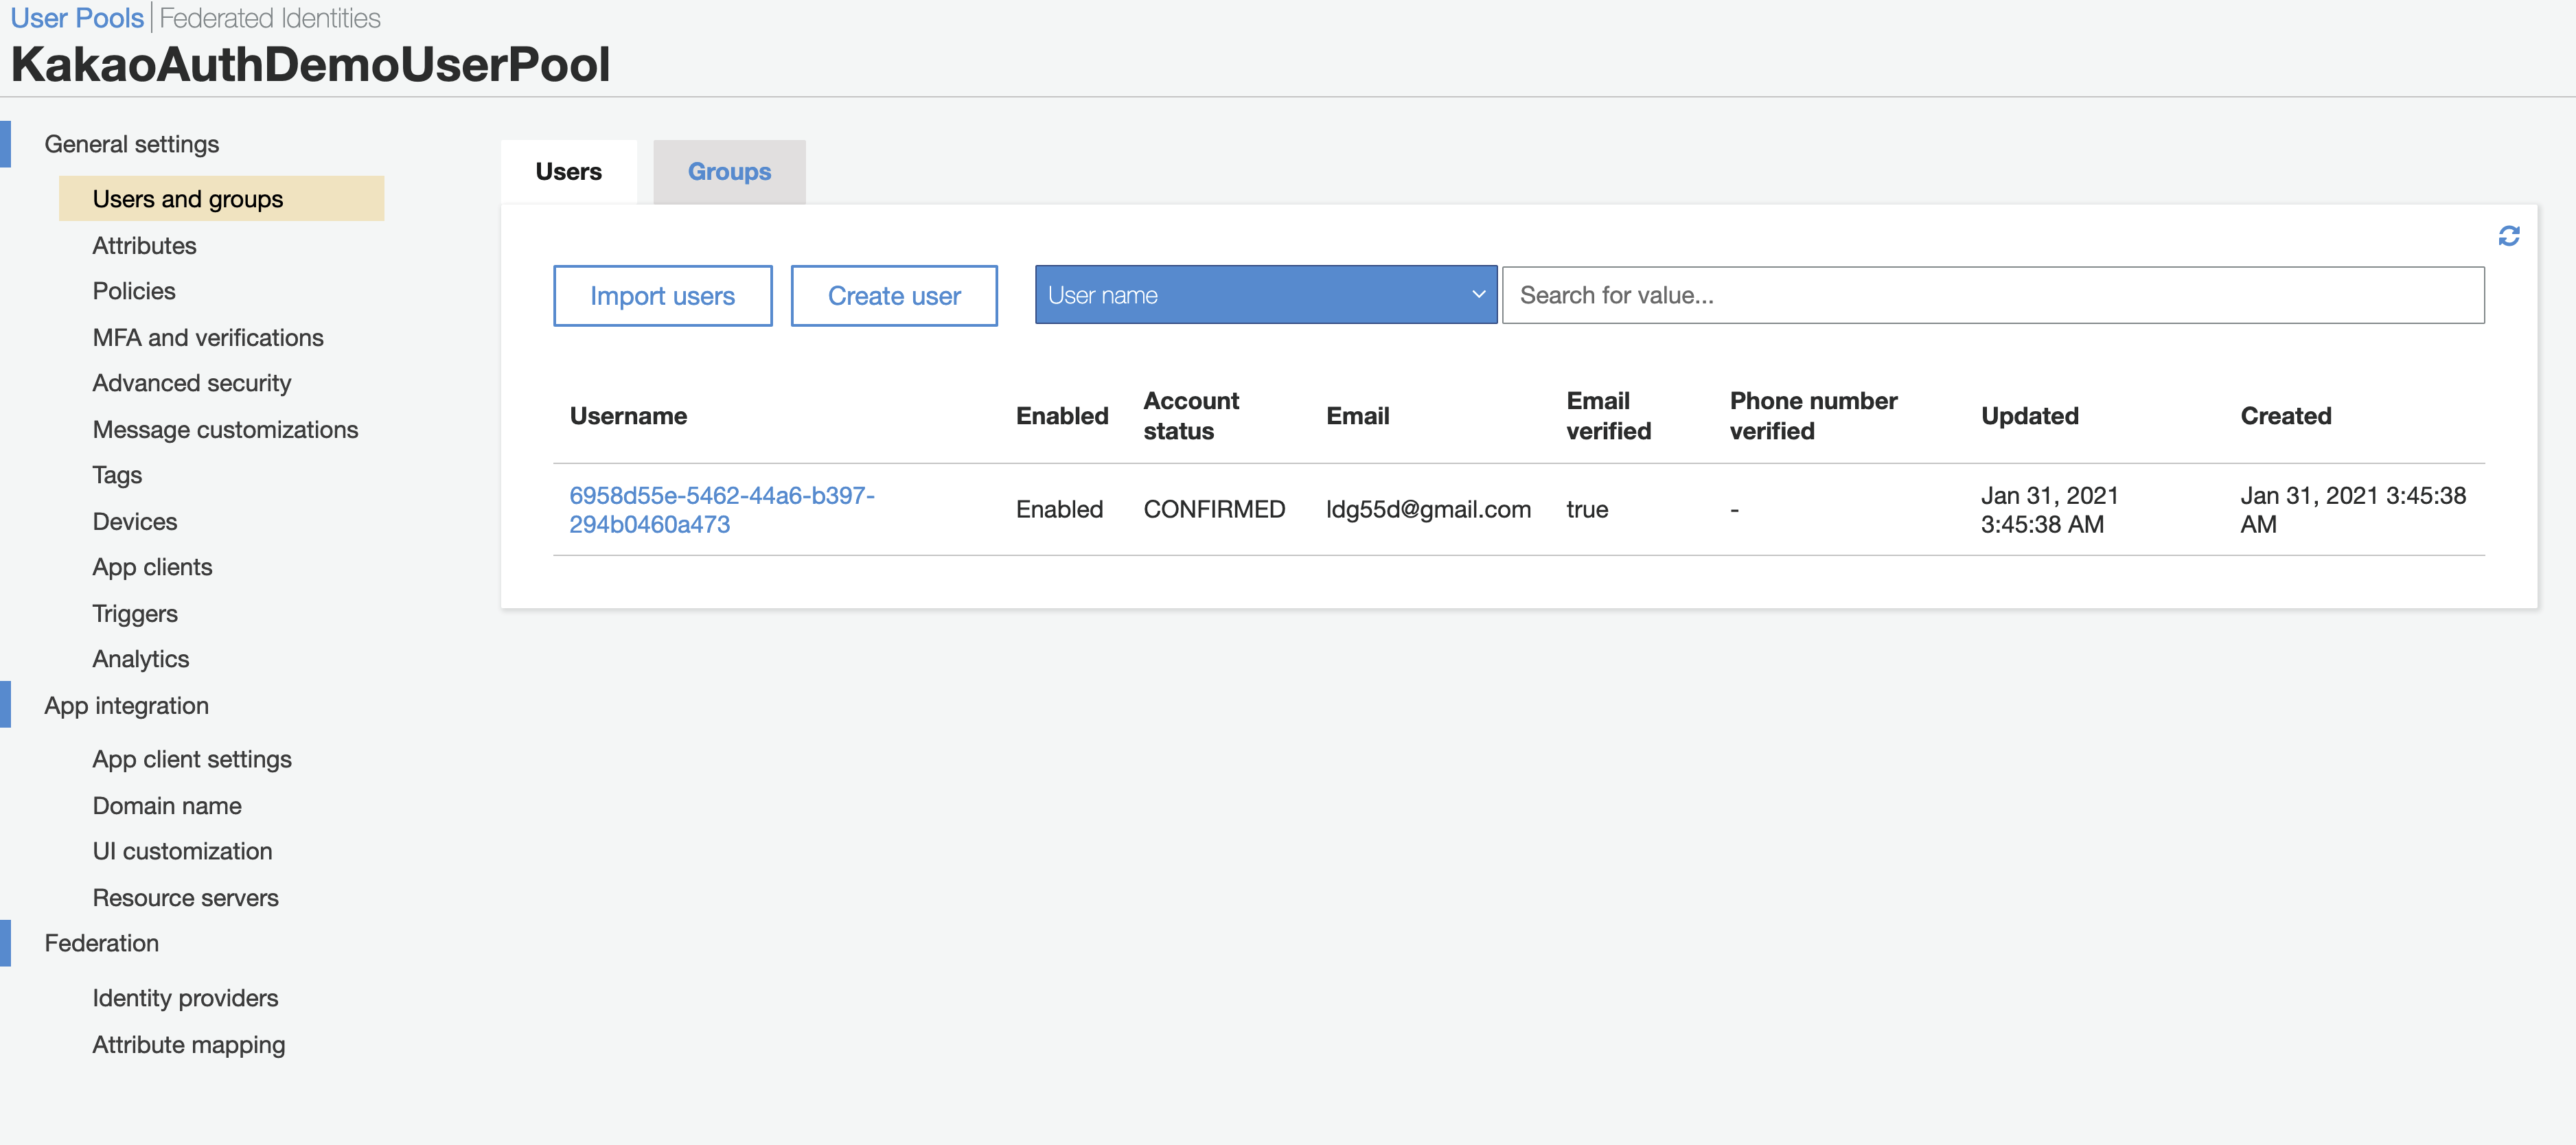 User Pools | Federated Identities
KakaoAuthDemoUserPool
General settings
Users and groups
Attributes
Policies
MFA and verifications
Advanced security
Message customizations
Tags
Devices
App clients
Triggers
Analytics
App integration
App client settings
Domain name
UI customization
Resource servers
Federation
Identity providers
Attribute mapping
Users Groups
Import users Create user User name Search for value...
Username Enabled Account status Email Email verified Phone number verified Updated Created
6958d55e-5462-44a6-b397-294b0460a473 Enabled CONFIRMED ldg55d@gmail.com true - Jan 31, 2021 3:45:38 AM Jan 31, 2021 3:45:38 AM